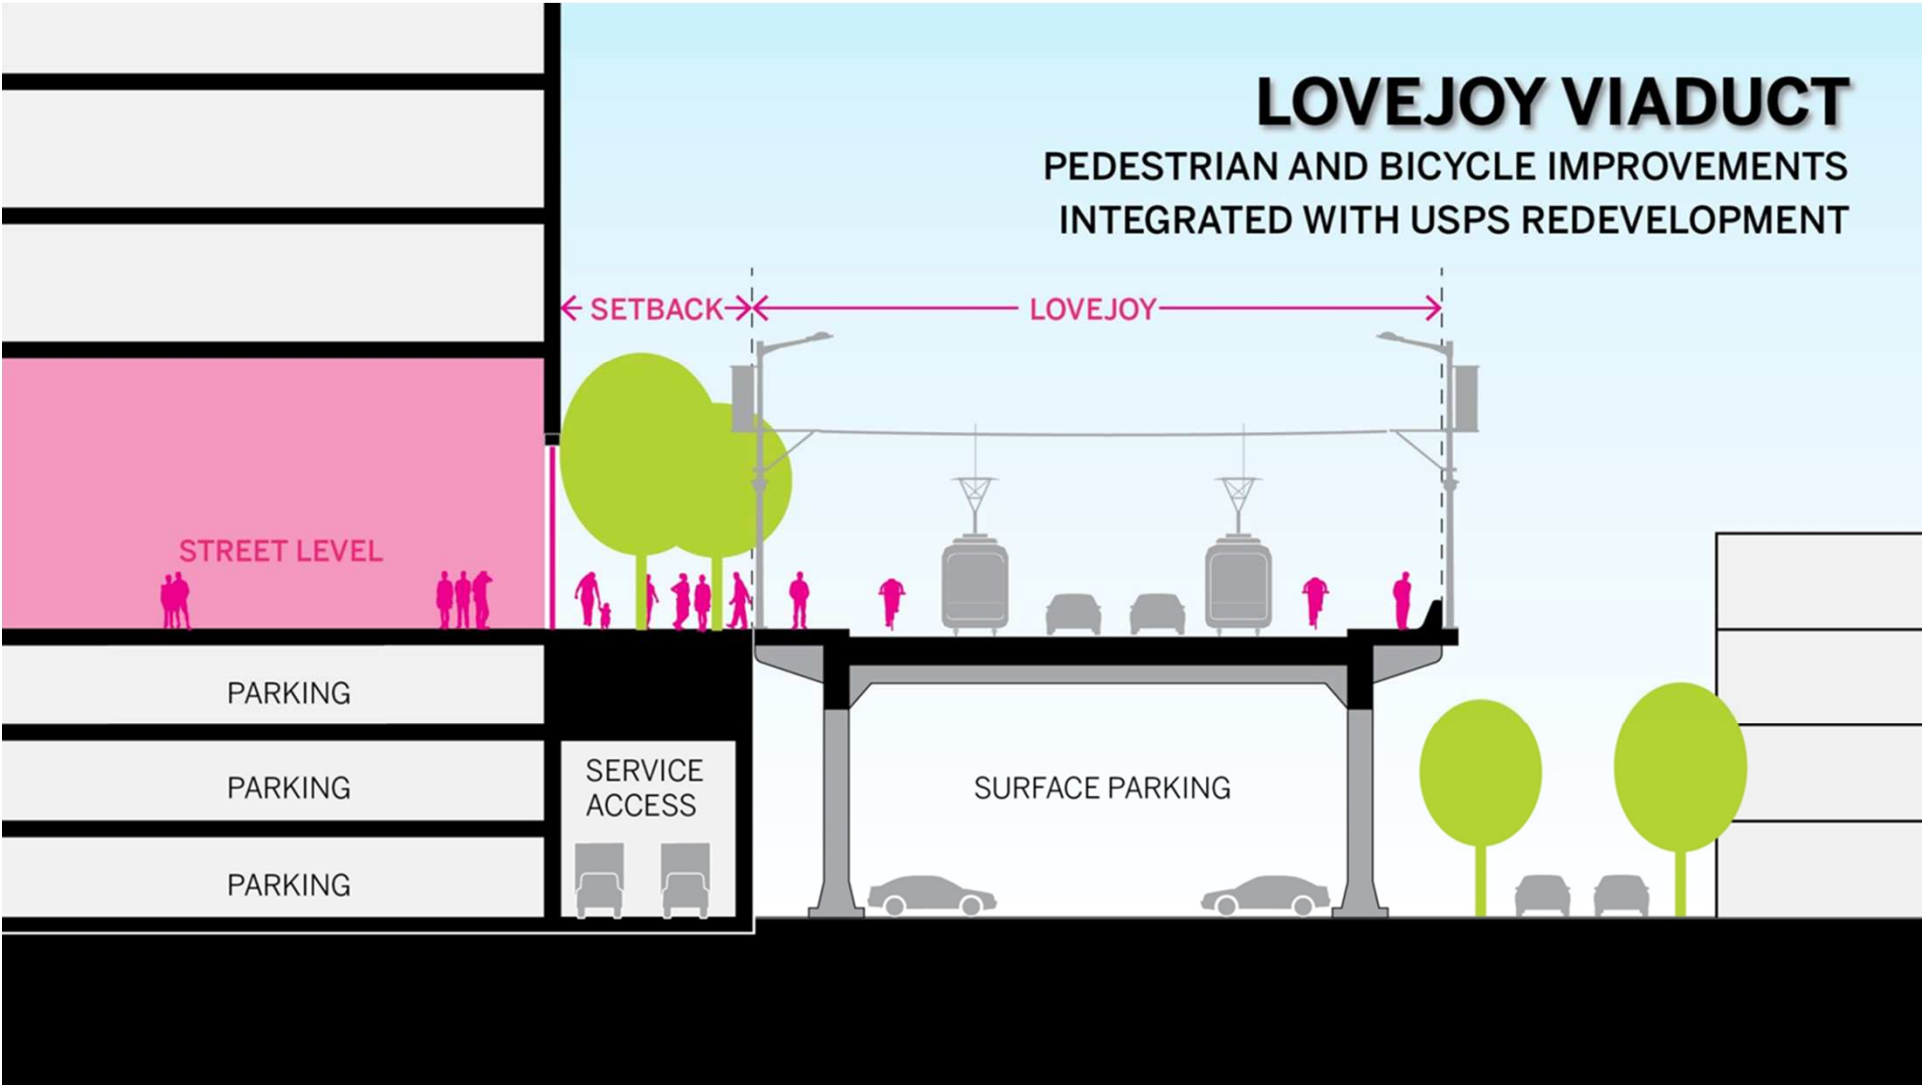 LOVEJOY VIADUCT
PEDESTRIAN AND BICYCLE IMPROVEMENTS
INTEGRATED WITH USPS REDEVELOPMENT
SETBACK
LOVEJOY
STREET LEVEL
PARKING
SERVICE
ACCESS
PARKING
SURFACE PARKING
PARKING